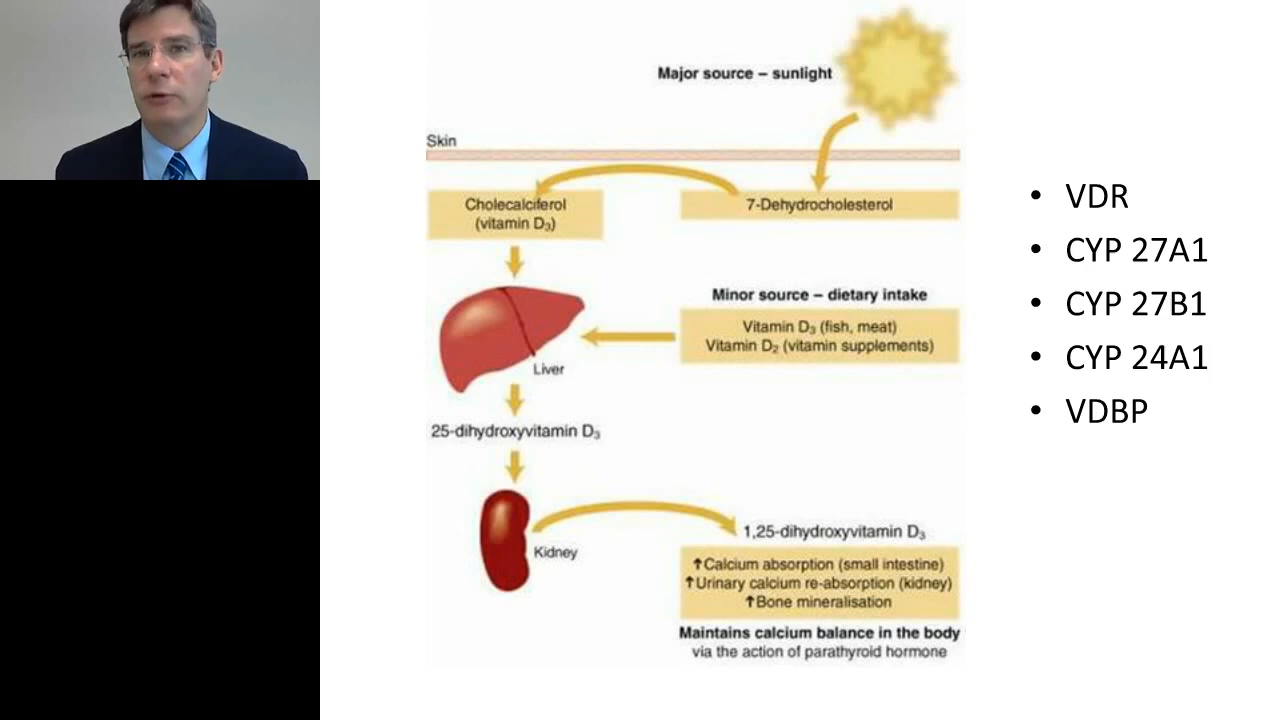 Major source – sunlight
Skin
Cholecalciferol
(vitamin D₃)
7-Dehydrocholesterol
Minor source – dietary intake
Vitamin D₃ (fish, meat)
Vitamin D₂ (vitamin supplements)
Liver
25-dihydroxyvitamin D₃
Kidney
1,25-dihydroxyvitamin D₃
↑Calcium absorption (small intestine)
↑Urinary calcium re-absorption (kidney)
↑Bone mineralisation
Maintains calcium balance in the body
via the action of parathyroid hormone
• VDR
• CYP 27A1
• CYP 27B1
• CYP 24A1
• VDBP